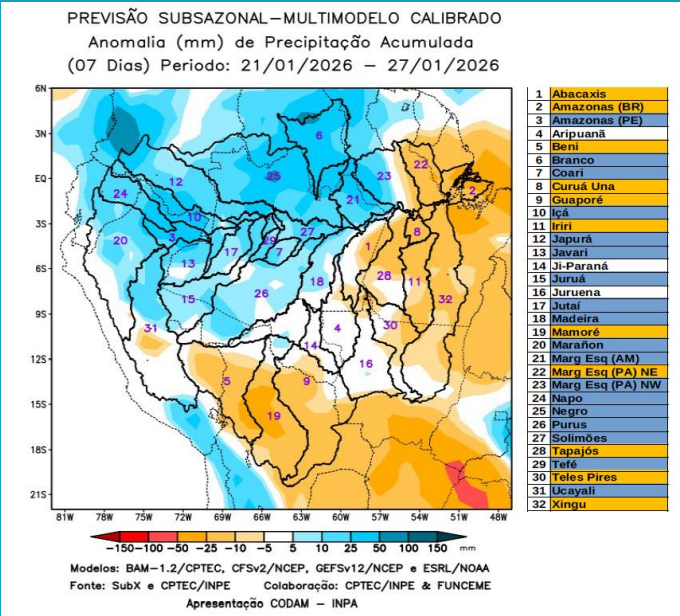 PREVISÃO SUBSAZONAL-MULTIMODELO CALIBRADO
Anomalia (mm) de Precipitação Acumulada
(07 Dias) Periodo: 21/01/2026 - 27/01/2026
6N
3N
EQ
3S
6S
9S
12S
15S
18S
21S
81W 78W 75W 72W 69W 66W 63W 60W 57W 54W 51W 48W
6
22
12
25
23
24
2
21
10
20
3
29
27
8
17
7
1
13
18
28
11
15
26
32
31
4
30
14
16
5
9
19
1 Abacaxis
2 Amazonas (BR)
3 Amazonas (PE)
4 Aripuanã
5 Beni
6 Branco
7 Coari
8 Curuá Una
9 Guaporé
10 Içá
11 Iriri
12 Japurá
13 Javari
14 Ji-Paraná
15 Juruá
16 Juruena
17 Jutaí
18 Madeira
19 Mamoré
20 Marañon
21 Marg Esq (AM)
22 Marg Esq (PA) NE
23 Marg Esq (PA) NW
24 Napo
25 Negro
26 Purus
27 Solimões
28 Tapajós
29 Tefé
30 Teles Pires
31 Ucayali
32 Xingu
-150 -100 -50 -25 -10 -5 5 10 25 50 100 150 mm
Modelos: BAM-1.2/CPTEC, CFSv2/NCEP, GEFSv12/NCEP e ESRL/NOAA
Fonte: SubX e CPTEC/INPE Colaboração: CPTEC/INPE & FUNCEME
Apresentação CODAM - INPA